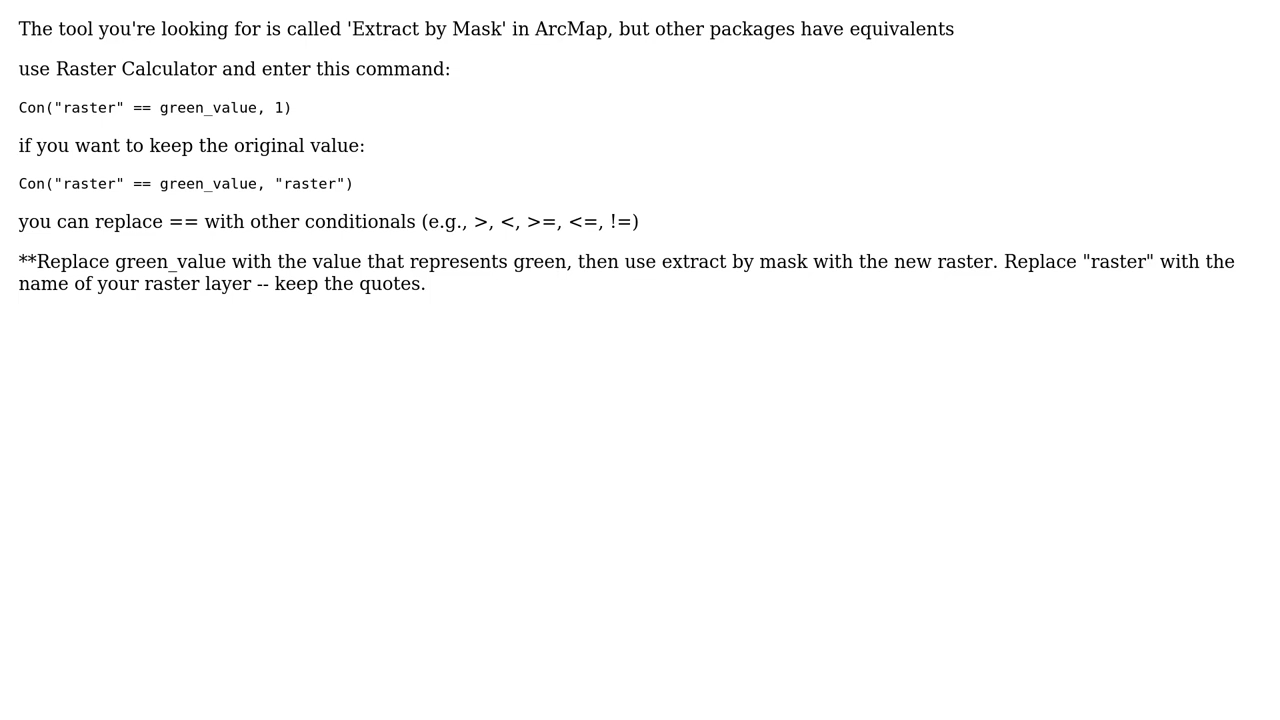 The tool you're looking for is called 'Extract by Mask' in ArcMap, but other packages have equivalents
use Raster Calculator and enter this command:
Con("raster" == green_value, 1)
if you want to keep the original value:
Con("raster" == green_value, "raster")
you can replace == with other conditionals (e.g., >, <, >=, <=, !=)
**Replace green_value with the value that represents green, then use extract by mask with the new raster. Replace "raster" with the
name of your raster layer -- keep the quotes.